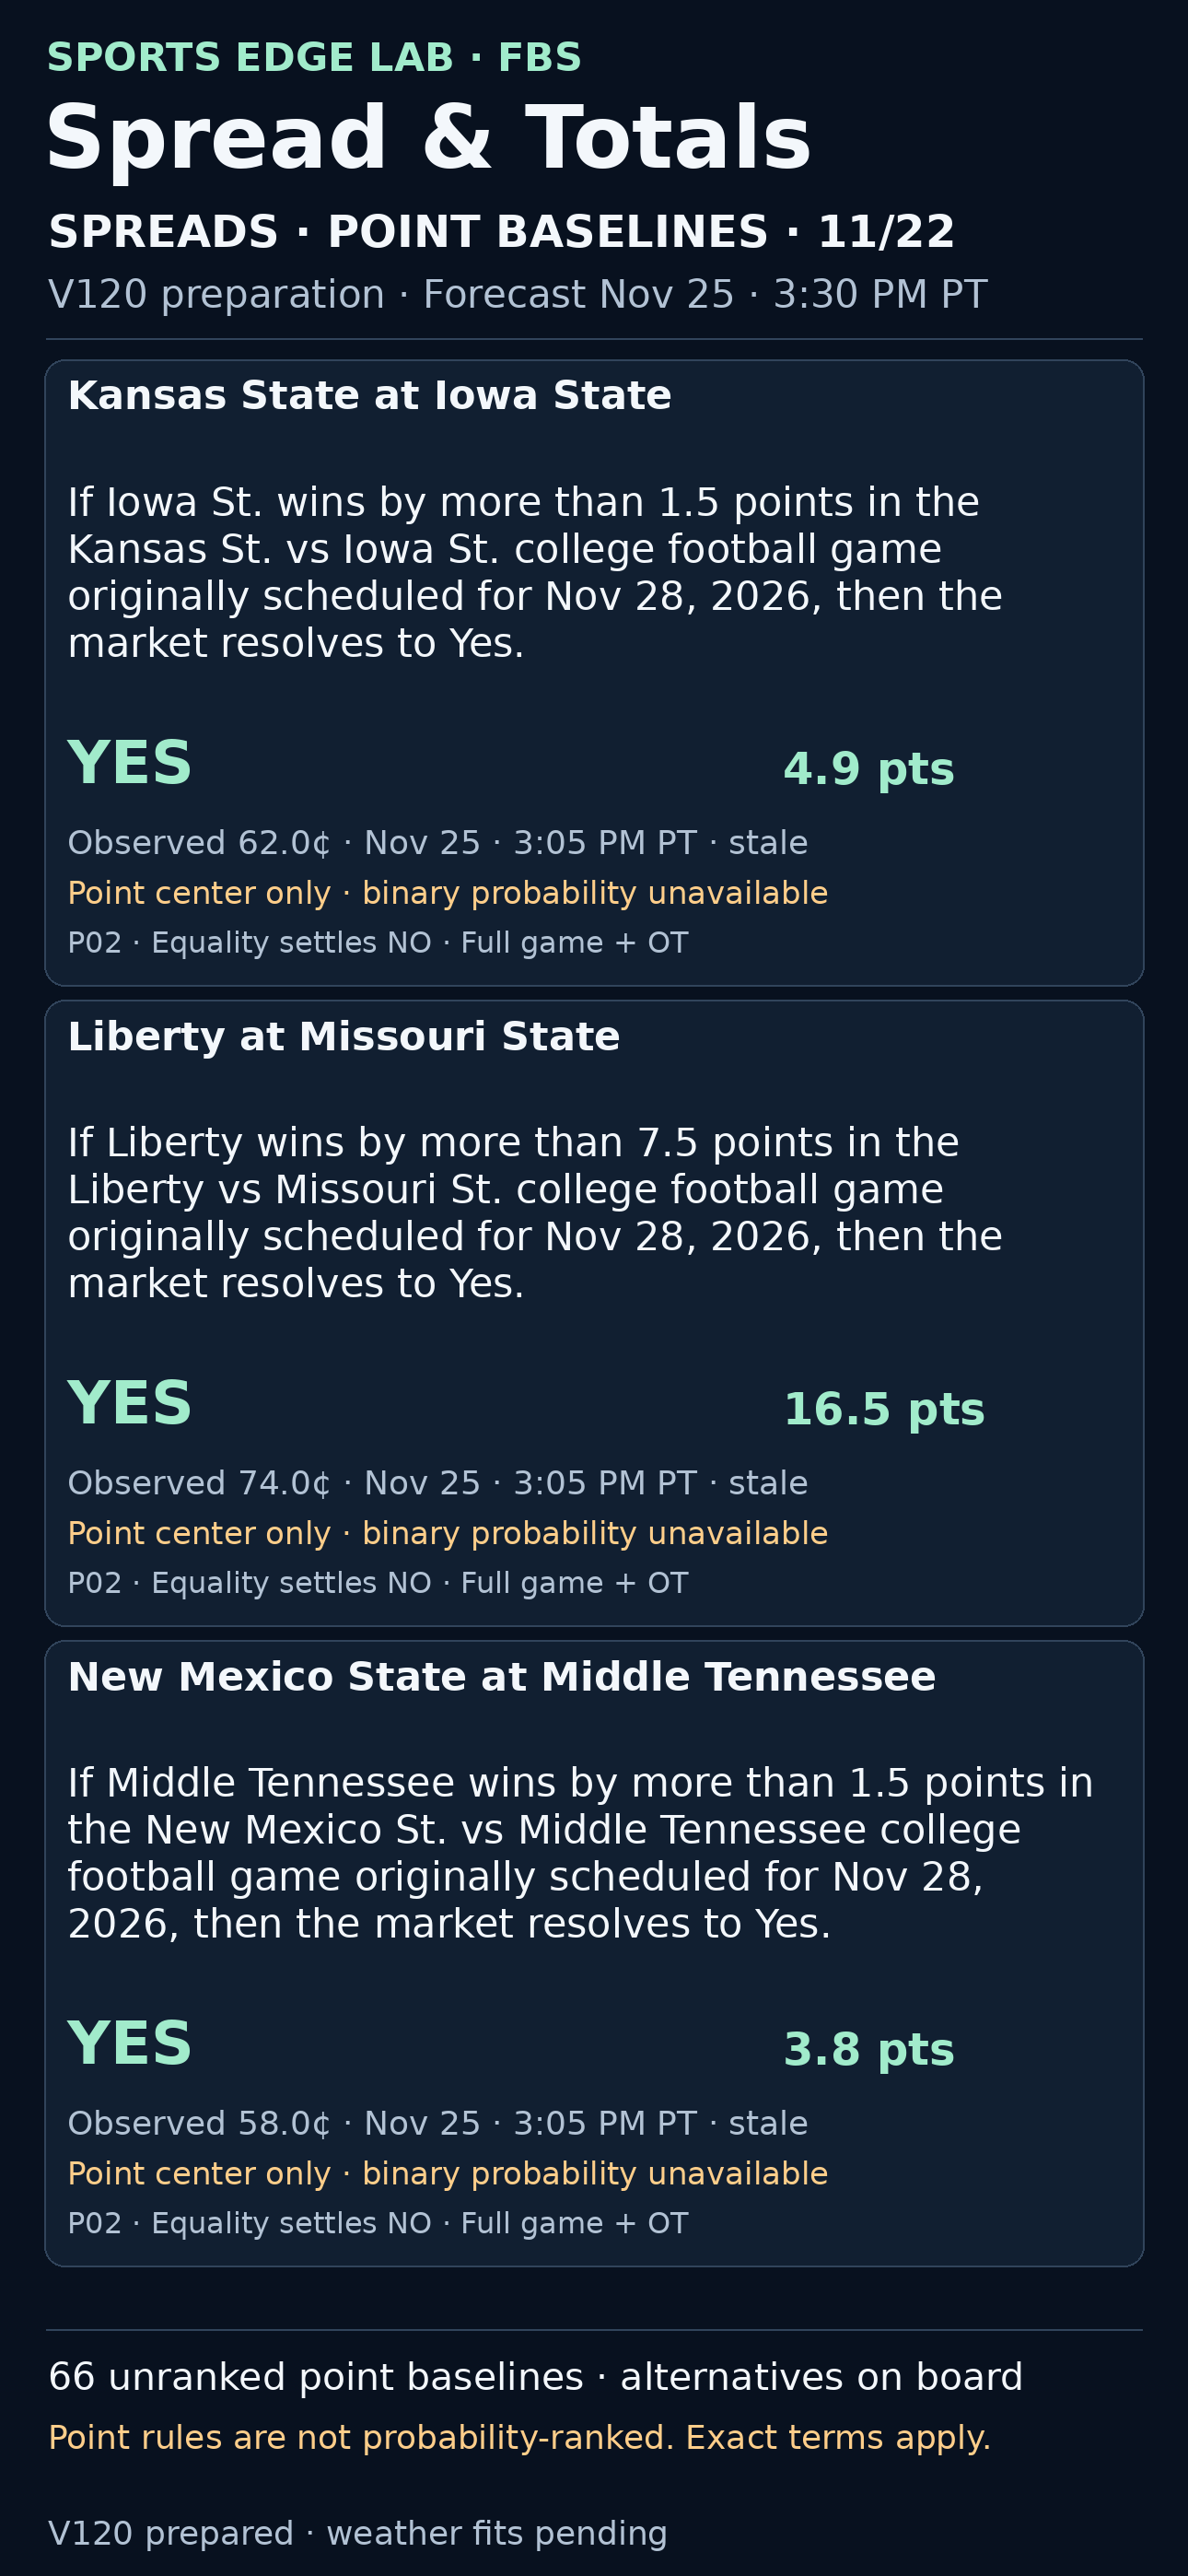 SPORTS EDGE LAB · FBS
Spread & Totals
SPREADS · POINT BASELINES · 11/22
V120 preparation · Forecast Nov 25 · 3:30 PM PT
Kansas State at Iowa State
If Iowa St. wins by more than 1.5 points in the
Kansas St. vs Iowa St. college football game
originally scheduled for Nov 28, 2026, then the
market resolves to Yes.
YES 4.9 pts
Observed 62.0¢ · Nov 25 · 3:05 PM PT · stale
Point center only · binary probability unavailable
P02 · Equality settles NO · Full game + OT
Liberty at Missouri State
If Liberty wins by more than 7.5 points in the
Liberty vs Missouri St. college football game
originally scheduled for Nov 28, 2026, then the
market resolves to Yes.
YES 16.5 pts
Observed 74.0¢ · Nov 25 · 3:05 PM PT · stale
Point center only · binary probability unavailable
P02 · Equality settles NO · Full game + OT
New Mexico State at Middle Tennessee
If Middle Tennessee wins by more than 1.5 points in
the New Mexico St. vs Middle Tennessee college
football game originally scheduled for Nov 28,
2026, then the market resolves to Yes.
YES 3.8 pts
Observed 58.0¢ · Nov 25 · 3:05 PM PT · stale
Point center only · binary probability unavailable
P02 · Equality settles NO · Full game + OT
66 unranked point baselines · alternatives on board
Point rules are not probability-ranked. Exact terms apply.
V120 prepared · weather fits pending